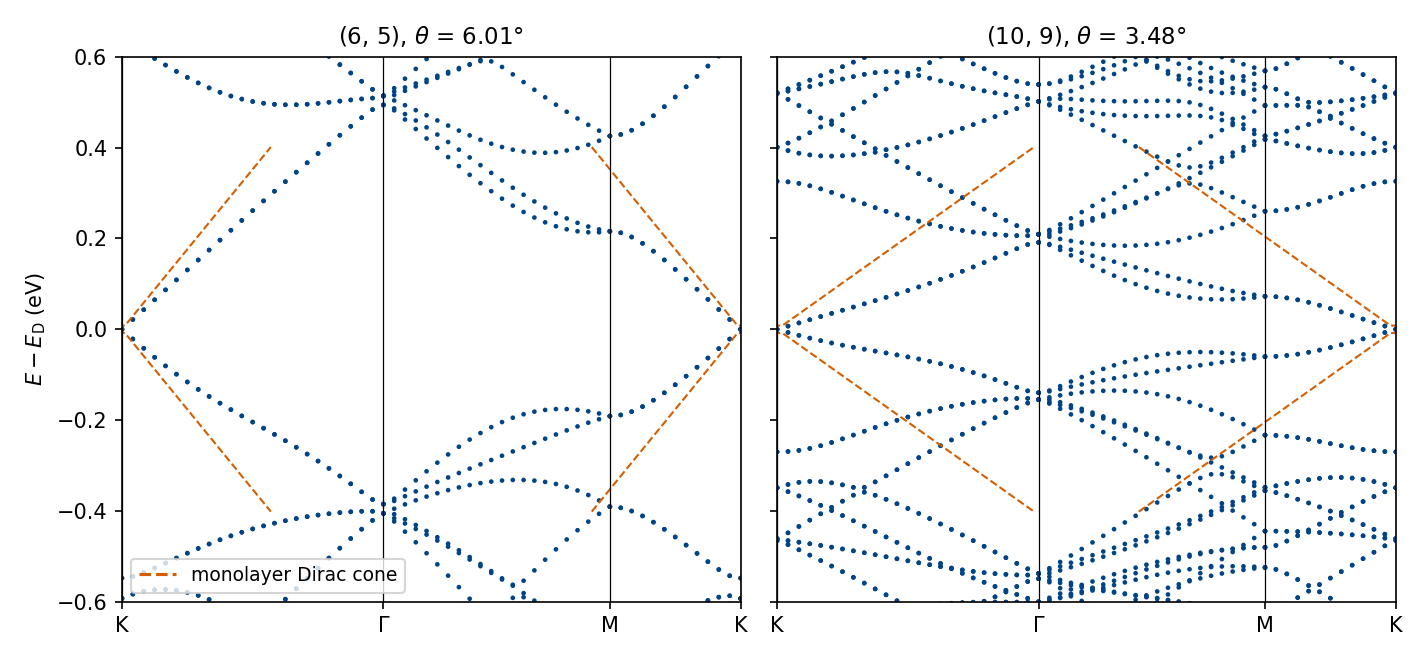 (6, 5), θ = 6.01°
(10, 9), θ = 3.48°
E − E_D (eV)
0.6
0.4
0.2
0.0
−0.2
−0.4
−0.6
monolayer Dirac cone
K Γ M K
K Γ M K